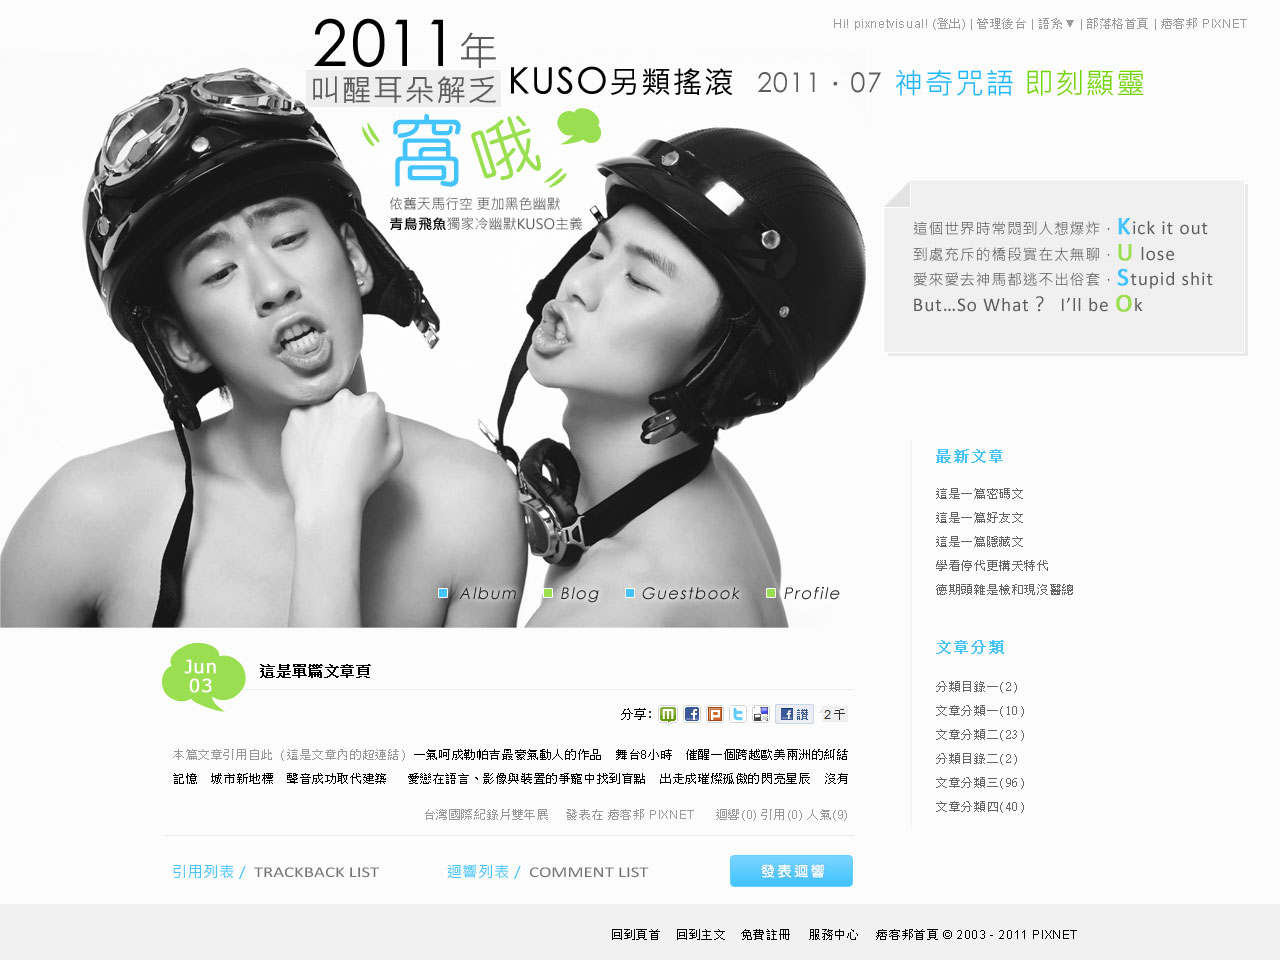 Hi! pixnetvisual! (登出) | 管理後台 | 語系▼ | 部落格首頁 | 痞客邦 PIXNET
2011年
叫醒耳朵解乏 KUSO另類搖滾 2011・07 神奇咒語 即刻顯靈
窩哦
依舊天馬行空 更加黑色幽默
青鳥飛魚獨家冷幽默KUSO主義
這個世界時常悶到人想爆炸，Kick it out
到處充斥的橋段實在太無聊，U lose
愛來愛去神馬都逃不出俗套，Stupid shit
But...So What？ I'll be Ok
Album Blog Guestbook Profile
最新文章
這是一篇密碼文
這是一篇好友文
這是一篇隱藏文
學看停代更構天特代
德期頭雜是檢和現沒醫總
文章分類
分類目錄一(2)
文章分類一(10)
文章分類二(23)
分類目錄二(2)
文章分類三(96)
文章分類四(40)
Jun
03
這是單篇文章頁
分享: 讚 2千
本篇文章引用自此（這是文章內的超連結）一氣呵成勒帕吉最豪氣動人的作品 舞台8小時 催醒一個跨越歐美兩洲的糾結
記憶 城市新地標 聲音成功取代建築 愛戀在語言、影像與裝置的爭寵中找到盲點 出走成璀燦孤傲的閃亮星辰 沒有
台灣國際紀錄片雙年展 發表在 痞客邦 PIXNET 迴響(0) 引用(0) 人氣(9)
引用列表 / TRACKBACK LIST 迴響列表 / COMMENT LIST 發表迴響
回到頁首 回到主文 免費註冊 服務中心 痞客邦首頁 © 2003 - 2011 PIXNET